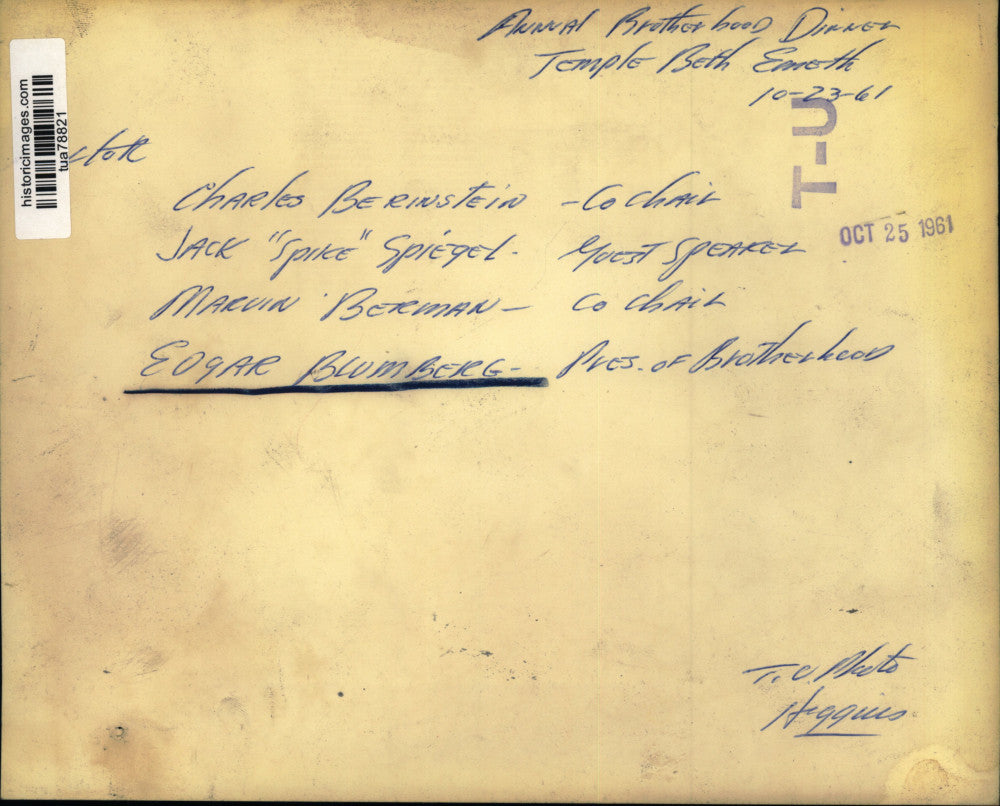 Annual Brotherhood Dinner
Temple Beth Emeth
10-23-61
historicimages.com
tua78821
T-U
OCT 25 1961
Charles Berinstein - Co Chair
Jack "Spike" Spiegel - Guest Speaker
Marvin Berman - Co Chair
Edgar Blumberg - Pres. of Brotherhood
T.U. Photo
Higgins